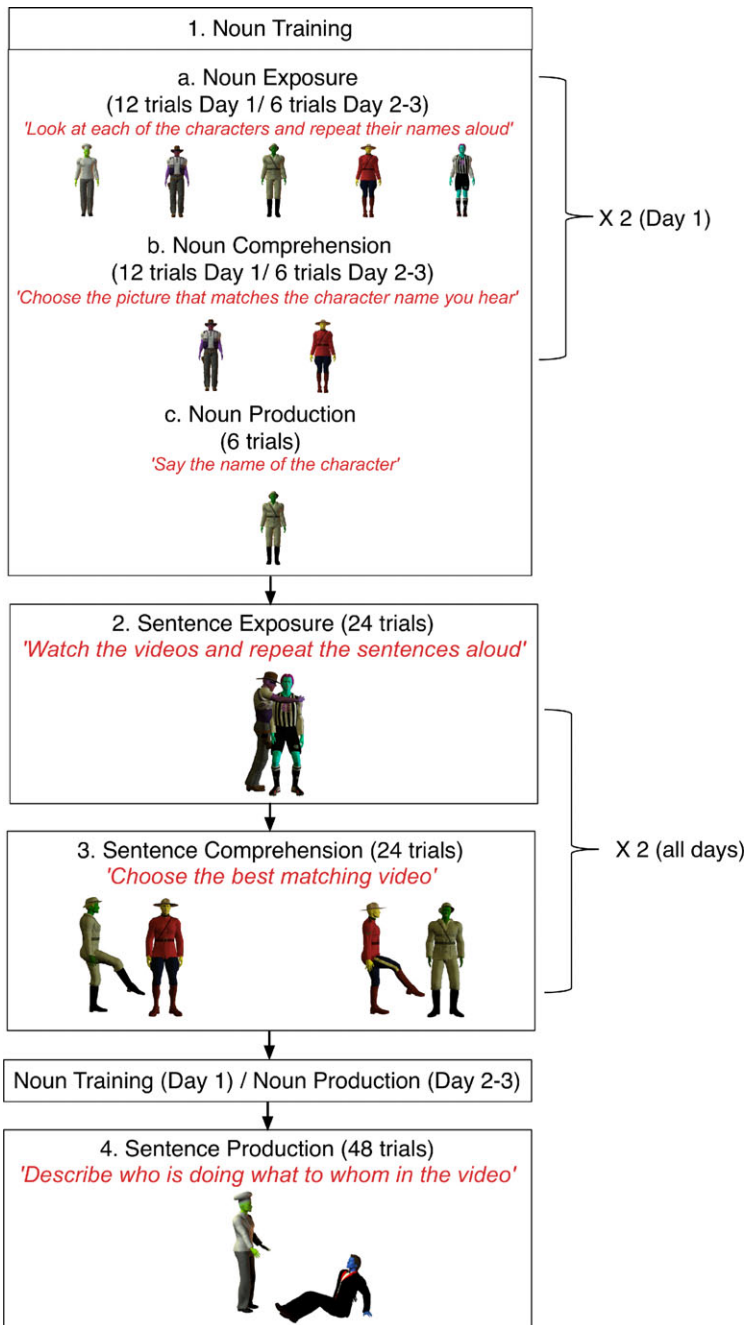 1. Noun Training
a. Noun Exposure
(12 trials Day 1/ 6 trials Day 2-3)
'Look at each of the characters and repeat their names aloud'
b. Noun Comprehension
(12 trials Day 1/ 6 trials Day 2-3)
'Choose the picture that matches the character name you hear'
X 2 (Day 1)
c. Noun Production
(6 trials)
'Say the name of the character'
2. Sentence Exposure (24 trials)
'Watch the videos and repeat the sentences aloud'
3. Sentence Comprehension (24 trials)
'Choose the best matching video'
X 2 (all days)
Noun Training (Day 1) / Noun Production (Day 2-3)
4. Sentence Production (48 trials)
'Describe who is doing what to whom in the video'